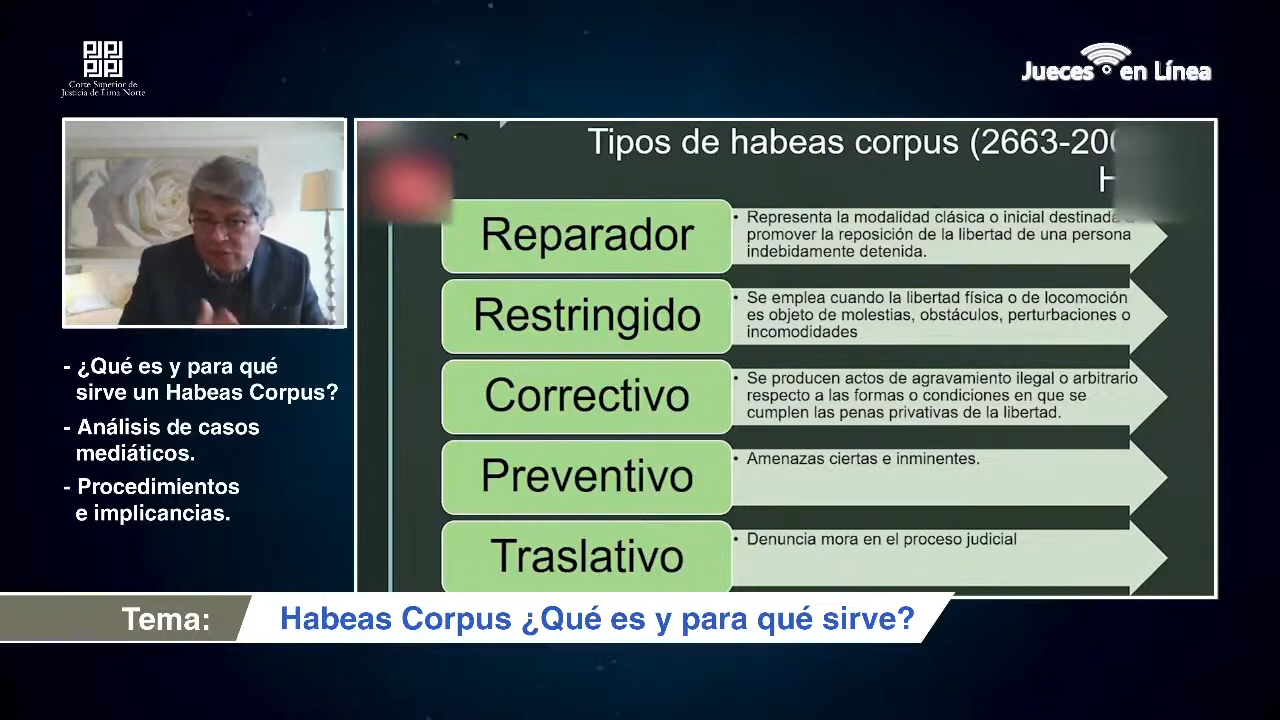 Corte Superior de
Justicia de Lima Norte
Jueces en Línea
- ¿Qué es y para qué
sirve un Habeas Corpus?
- Análisis de casos
mediáticos.
- Procedimientos
e implicancias.
Tipos de habeas corpus
Reparador
• Representa la modalidad clásica o inicial destinada
promover la reposición de la libertad de una persona
indebidamente detenida.
Restringido
• Se emplea cuando la libertad física o de locomoción
es objeto de molestias, obstáculos, perturbaciones o
incomodidades
Correctivo
• Se producen actos de agravamiento ilegal o arbitrario
respecto a las formas o condiciones en que se
cumplen las penas privativas de la libertad.
Preventivo
• Amenazas ciertas e inminentes.
Traslativo
• Denuncia mora en el proceso judicial
Tema:
Habeas Corpus ¿Qué es y para qué sirve?